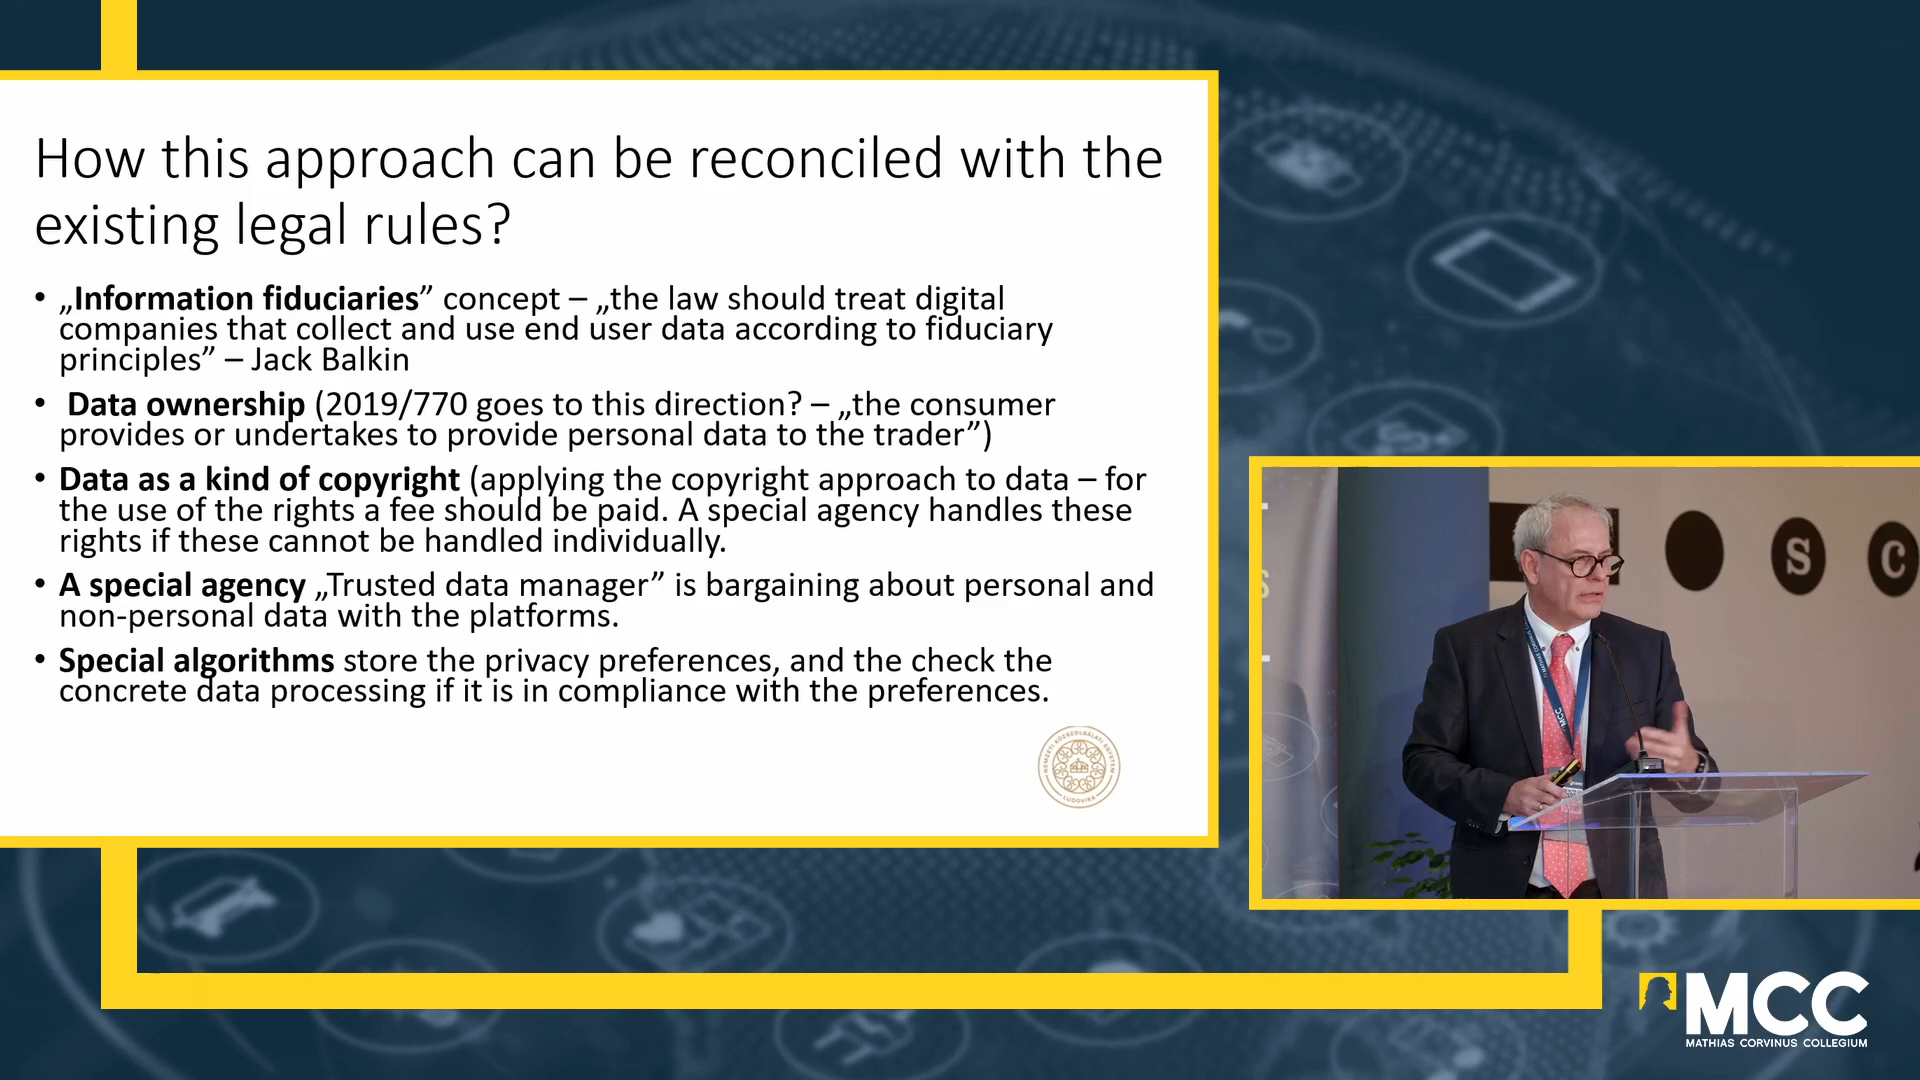 How this approach can be reconciled with the
existing legal rules?
• „Information fiduciaries” concept – „the law should treat digital
companies that collect and use end user data according to fiduciary
principles” – Jack Balkin
• Data ownership (2019/770 goes to this direction? – „the consumer
provides or undertakes to provide personal data to the trader”)
• Data as a kind of copyright (applying the copyright approach to data – for
the use of the rights a fee should be paid. A special agency handles these
rights if these cannot be handled individually.
• A special agency „Trusted data manager” is bargaining about personal and
non-personal data with the platforms.
• Special algorithms store the privacy preferences, and the check the
concrete data processing if it is in compliance with the preferences.
NEMZETI KÖZSZOLGÁLATI EGYETEM
LUDOVIKA
S C
MCC
MCC
MATHIAS CORVINUS COLLEGIUM